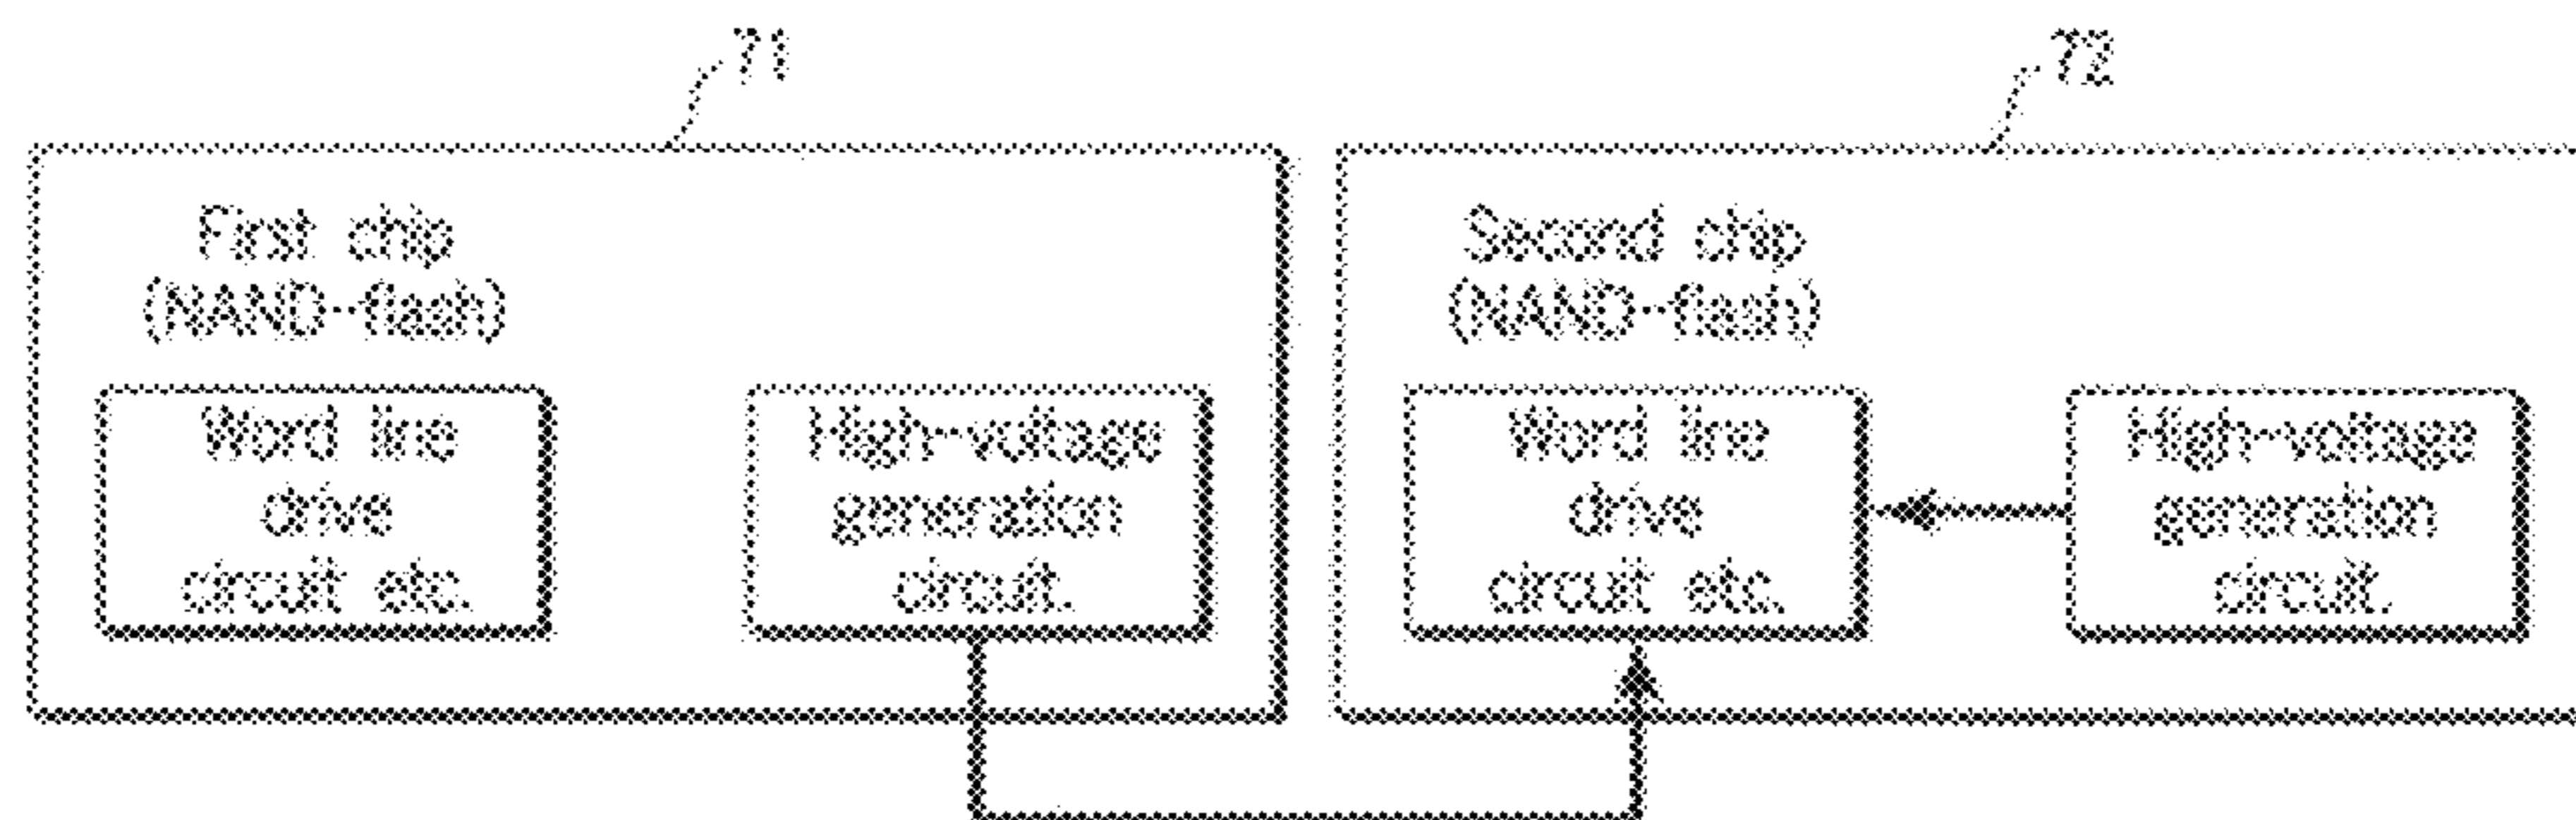 71
72
First chip
(NAND-flash)
Second chip
(NAND-flash)
Word line
drive
circuit etc.
High-voltage
generation
circuit.
Word line
drive
circuit etc.
High-voltage
generation
circuit.